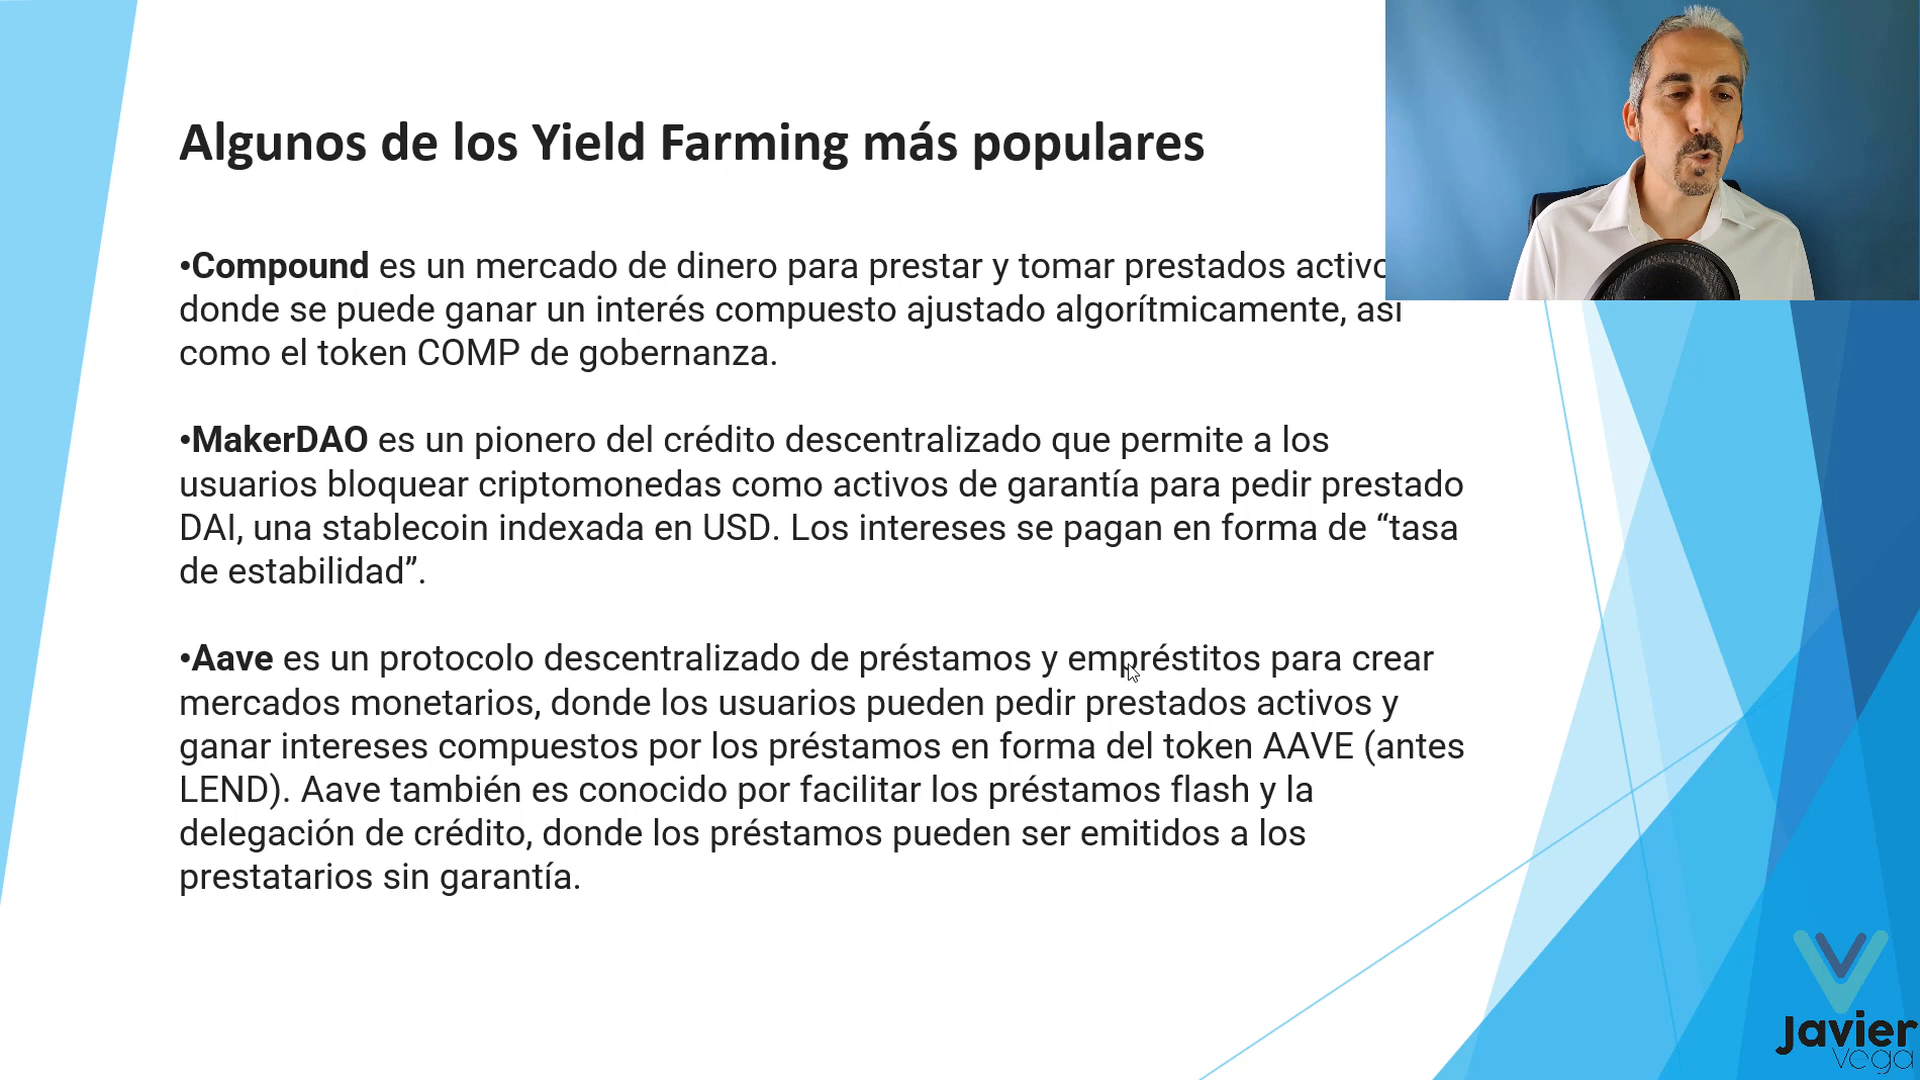 Algunos de los Yield Farming más populares
•Compound es un mercado de dinero para prestar y tomar prestados activo
donde se puede ganar un interés compuesto ajustado algorítmicamente, así
como el token COMP de gobernanza.
•MakerDAO es un pionero del crédito descentralizado que permite a los
usuarios bloquear criptomonedas como activos de garantía para pedir prestado
DAI, una stablecoin indexada en USD. Los intereses se pagan en forma de “tasa
de estabilidad”.
•Aave es un protocolo descentralizado de préstamos y empréstitos para crear
mercados monetarios, donde los usuarios pueden pedir prestados activos y
ganar intereses compuestos por los préstamos en forma del token AAVE (antes
LEND). Aave también es conocido por facilitar los préstamos flash y la
delegación de crédito, donde los préstamos pueden ser emitidos a los
prestatarios sin garantía.
Javier
vega